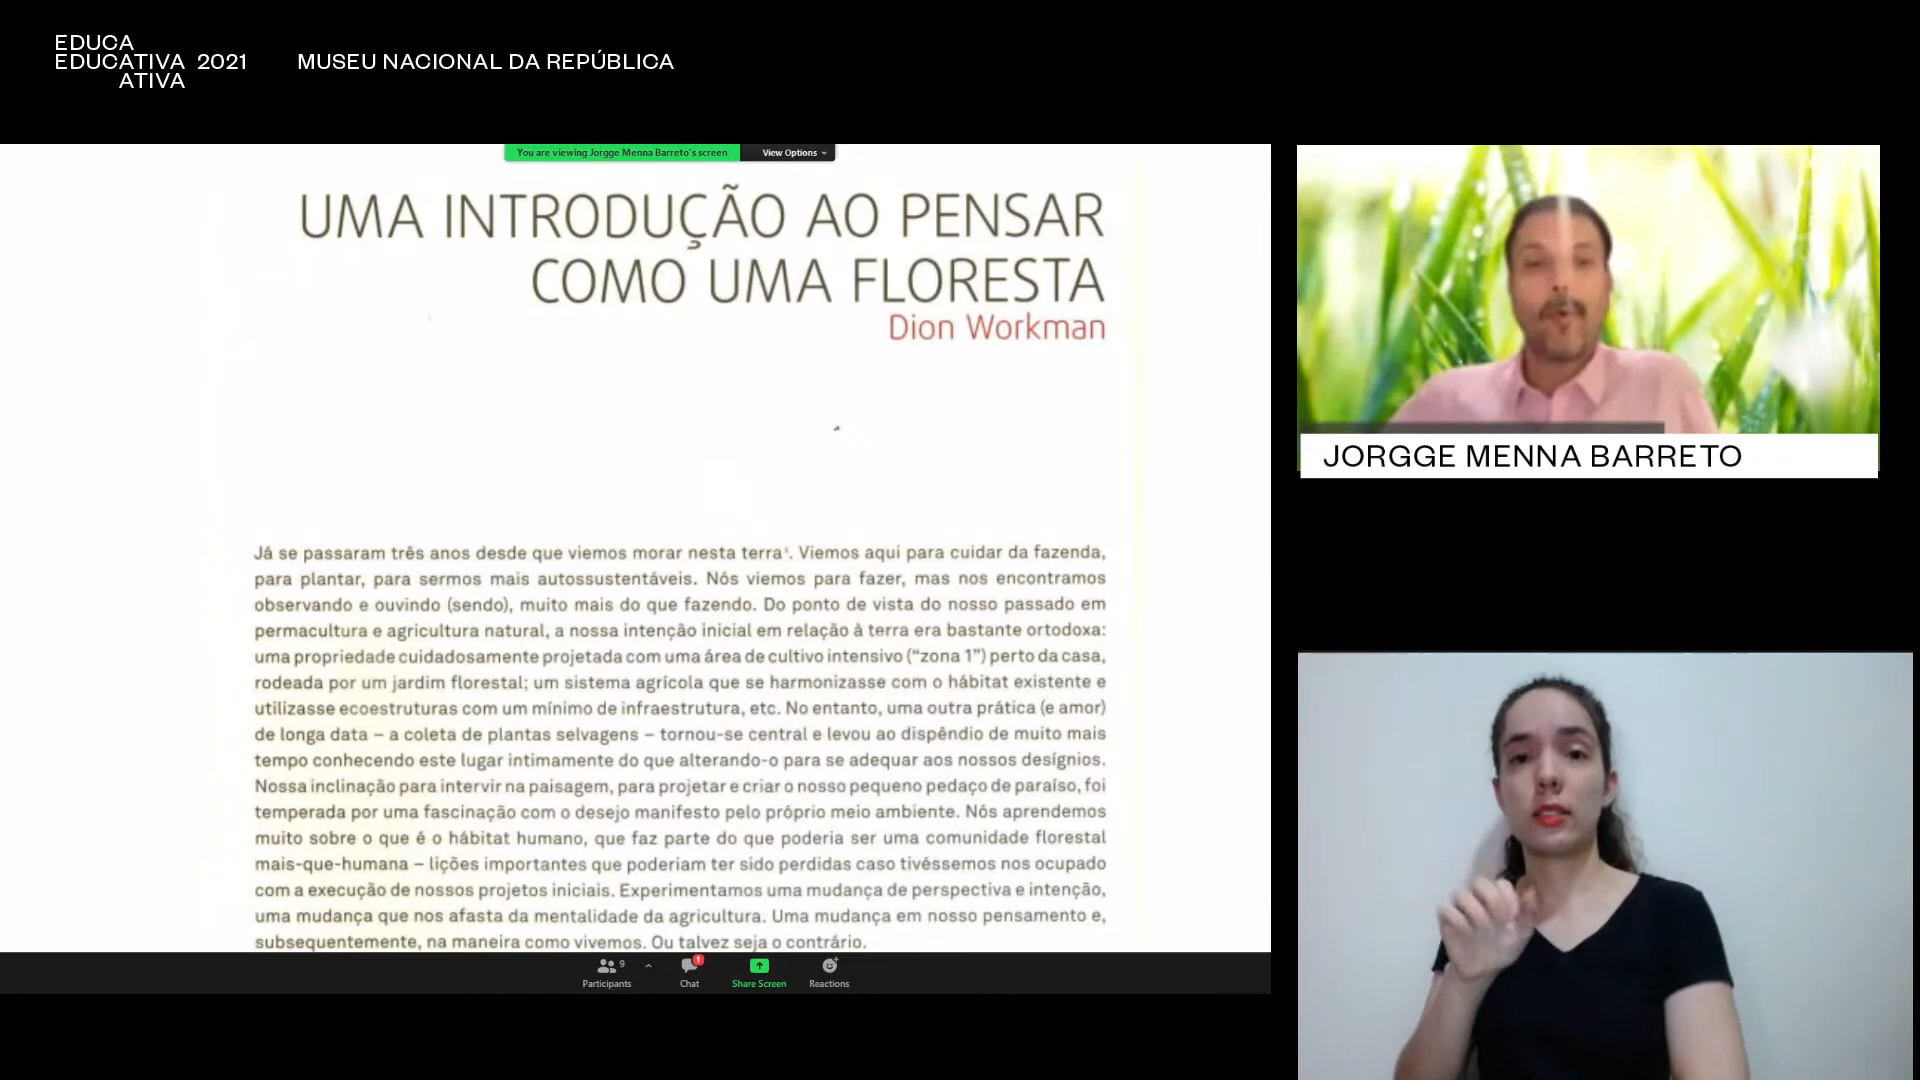 EDUCA
EDUCATIVA 2021
ATIVA
MUSEU NACIONAL DA REPÚBLICA
You are viewing Jorgge Menna Barreto's screen
View Options
UMA INTRODUÇÃO AO PENSAR
COMO UMA FLORESTA
Dion Workman
Já se passaram três anos desde que viemos morar nesta terra¹. Viemos aqui para cuidar da fazenda,
para plantar, para sermos mais autossustentáveis. Nós viemos para fazer, mas nos encontramos
observando e ouvindo (sendo), muito mais do que fazendo. Do ponto de vista do nosso passado em
permacultura e agricultura natural, a nossa intenção inicial em relação à terra era bastante ortodoxa:
uma propriedade cuidadosamente projetada com uma área de cultivo intensivo (“zona 1”) perto da casa,
rodeada por um jardim florestal; um sistema agrícola que se harmonizasse com o hábitat existente e
utilizasse ecoestruturas com um mínimo de infraestrutura, etc. No entanto, uma outra prática (e amor)
de longa data – a coleta de plantas selvagens – tornou-se central e levou ao dispêndio de muito mais
tempo conhecendo este lugar intimamente do que alterando-o para se adequar aos nossos desígnios.
Nossa inclinação para intervir na paisagem, para projetar e criar o nosso pequeno pedaço de paraíso, foi
temperada por uma fascinação com o desejo manifesto pelo próprio meio ambiente. Nós aprendemos
muito sobre o que é o hábitat humano, que faz parte do que poderia ser uma comunidade florestal
mais-que-humana – lições importantes que poderiam ter sido perdidas caso tivéssemos nos ocupado
com a execução de nossos projetos iniciais. Experimentamos uma mudança de perspectiva e intenção,
uma mudança que nos afasta da mentalidade da agricultura. Uma mudança em nosso pensamento e,
subsequentemente, na maneira como vivemos. Ou talvez seja o contrário.
9
1
Participants
Chat
Share Screen
Reactions
JORGGE MENNA BARRETO